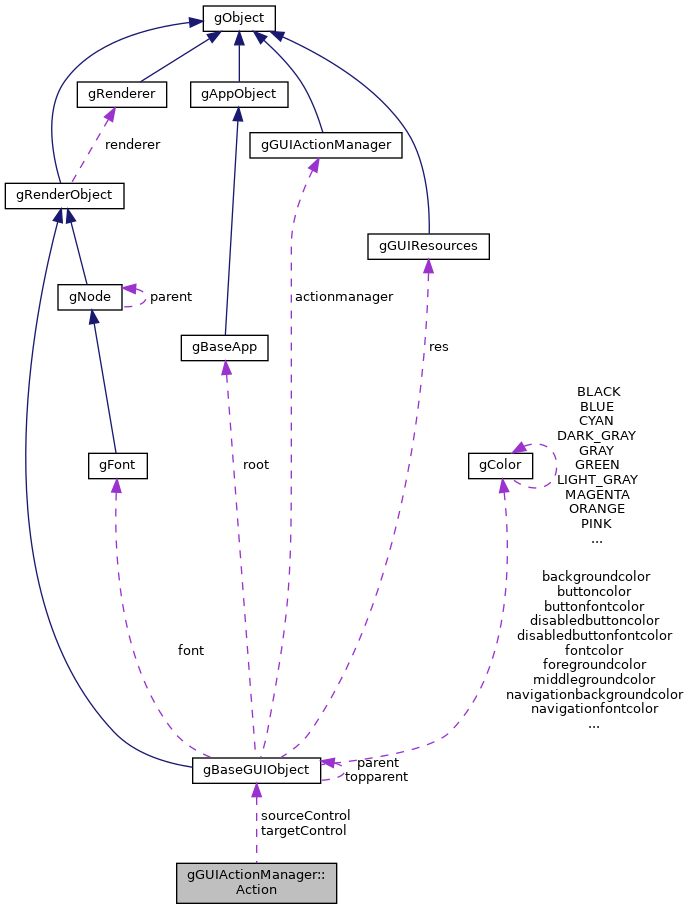 gObject
gRenderer
gAppObject
renderer
gGUIActionManager
gRenderObject
gGUIResources
gNode
parent
actionmanager
gBaseApp
res
BLACK
BLUE
CYAN
DARK_GRAY
GRAY
GREEN
LIGHT_GRAY
MAGENTA
ORANGE
PINK
...
gFont
root
gColor
backgroundcolor
buttoncolor
buttonfontcolor
disabledbuttoncolor
disabledbuttonfontcolor
fontcolor
foregroundcolor
middlegroundcolor
navigationbackgroundcolor
navigationfontcolor
...
font
gBaseGUIObject
parent
topparent
sourceControl
targetControl
gGUIActionManager::
Action